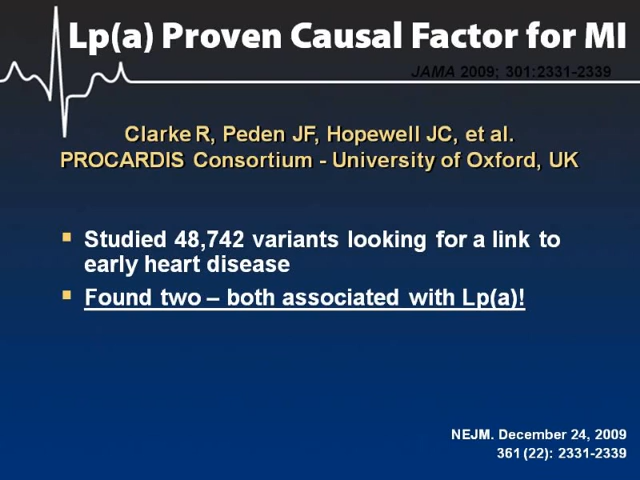 Lp(a) Proven Causal Factor for MI
JAMA 2009; 301:2331-2339
Clarke R, Peden JF, Hopewell JC, et al.
PROCARDIS Consortium - University of Oxford, UK
Studied 48,742 variants looking for a link to
early heart disease
Found two – both associated with Lp(a)!
NEJM. December 24, 2009
361 (22): 2331-2339